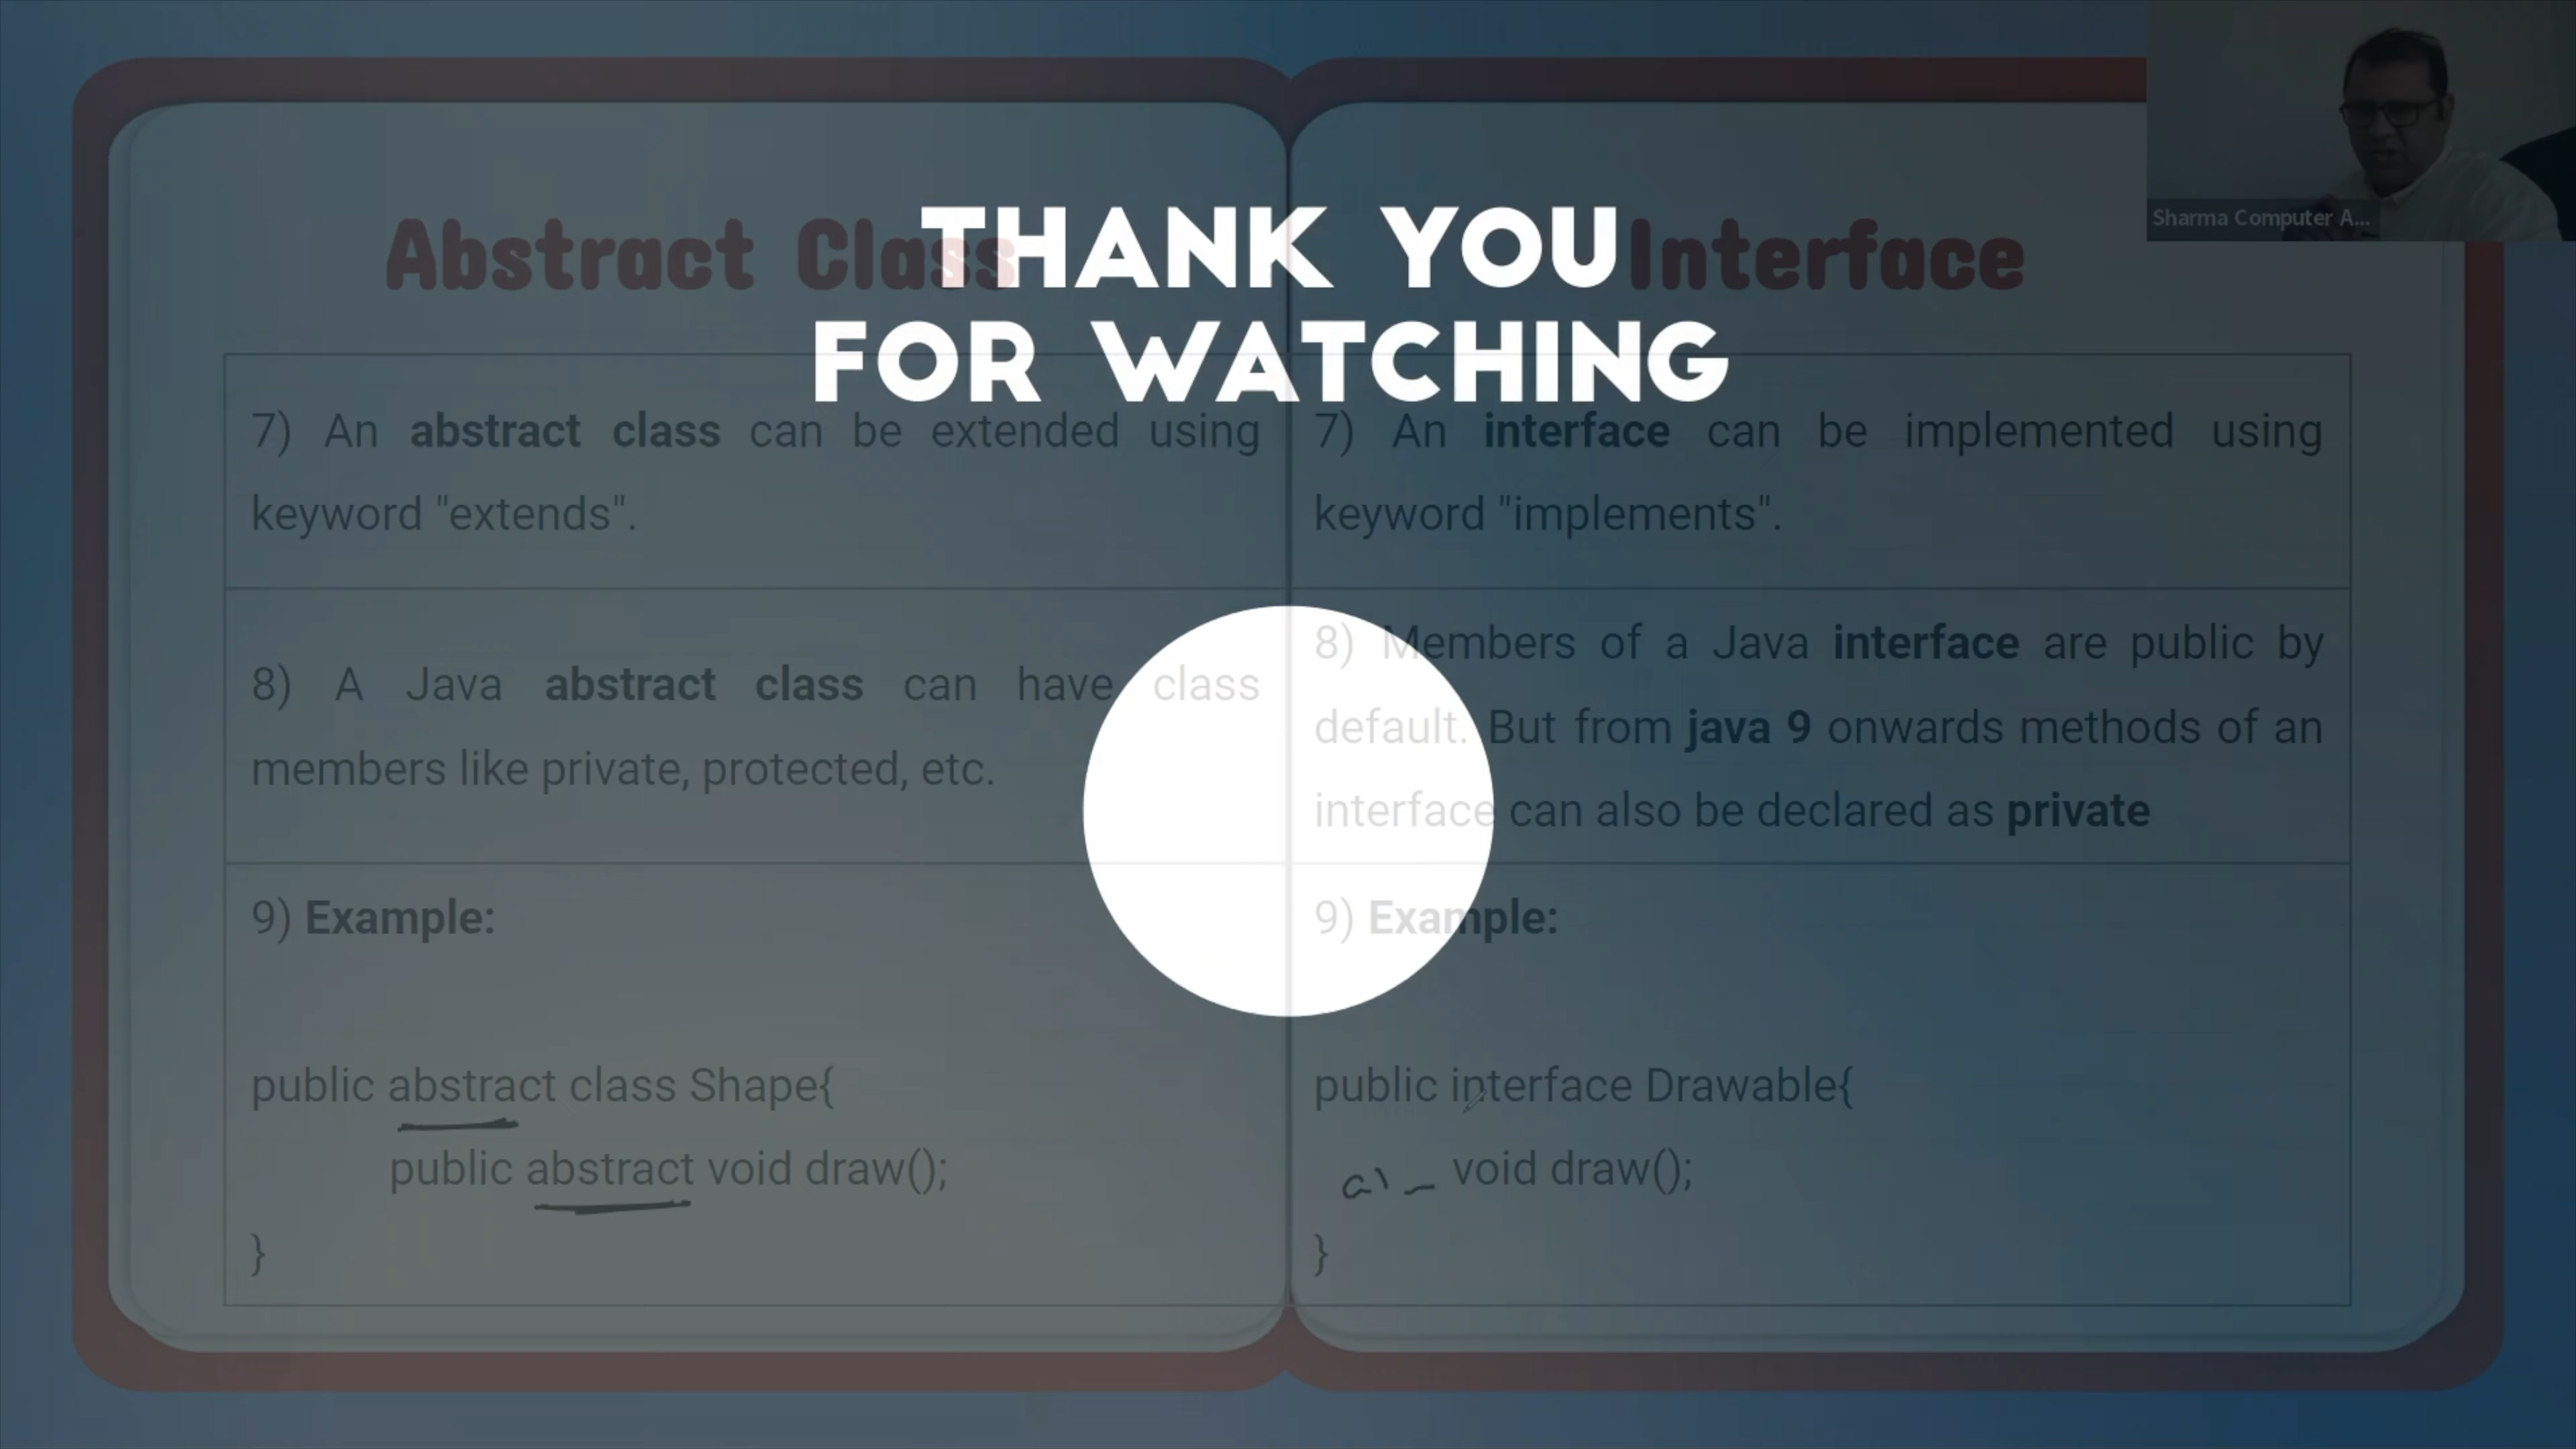 Sharma Computer A...
THANK YOU
FOR WATCHING
Abstract Class
7) An abstract class can be extended using
keyword "extends".
8) A Java abstract class can have class
members like private, protected, etc.
9) Example:
public abstract class Shape{
public abstract void draw();
}
Interface
7) An interface can be implemented using
keyword "implements".
8) Members of a Java interface are public by
default. But from java 9 onwards methods of an
interface can also be declared as private
9) Example:
public interface Drawable{
void draw();
}